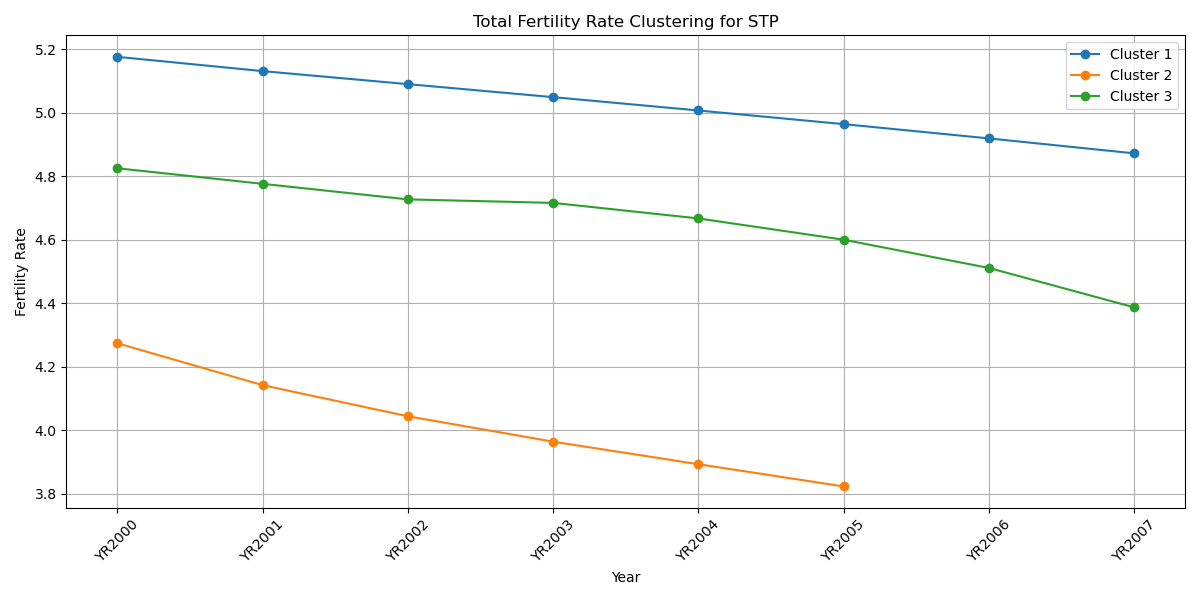 Total Fertility Rate Clustering for STP
Cluster 1
Cluster 2
Cluster 3
Fertility Rate
5.2
5.0
4.8
4.6
4.4
4.2
4.0
3.8
YR2000
YR2001
YR2002
YR2003
YR2004
YR2005
YR2006
YR2007
Year